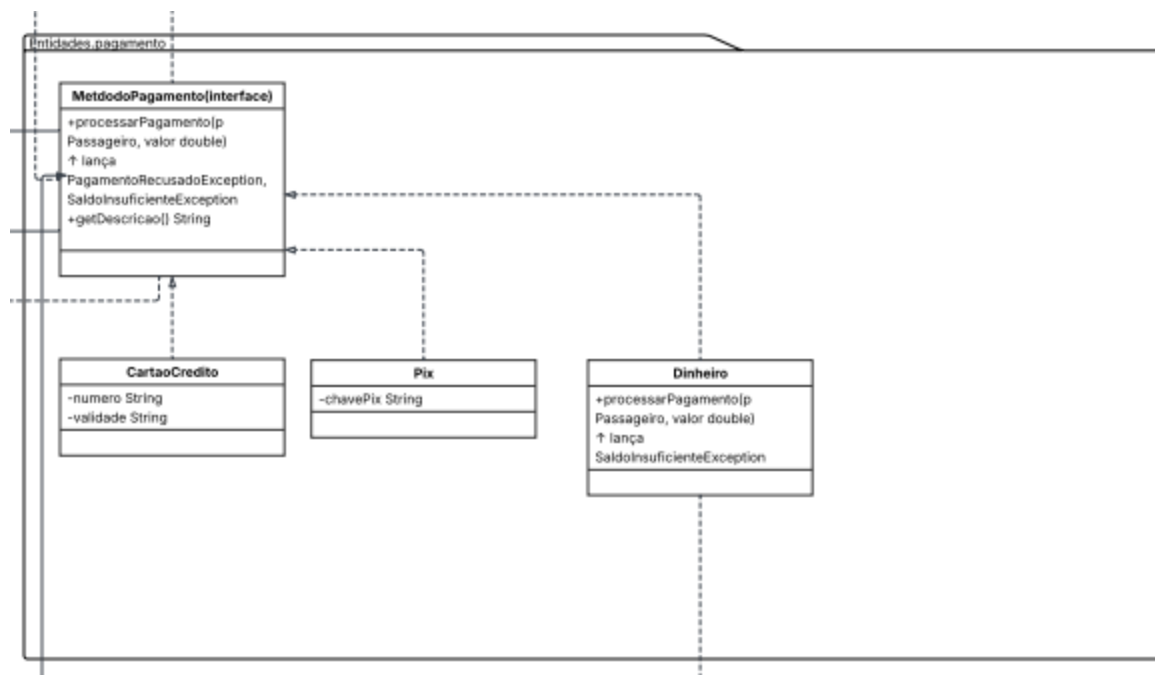 Entidades.pagamento
MetdodoPagamento(interface)
+processarPagamento(p
Passageiro, valor double)
↑ lança
PagamentoRecusadoException,
SaldoInsuficienteException
+getDescricao() String
CartaoCredito
-numero String
-validade String
Pix
-chavePix String
Dinheiro
+processarPagamento(p
Passageiro, valor double)
↑ lança
SaldoInsuficienteException